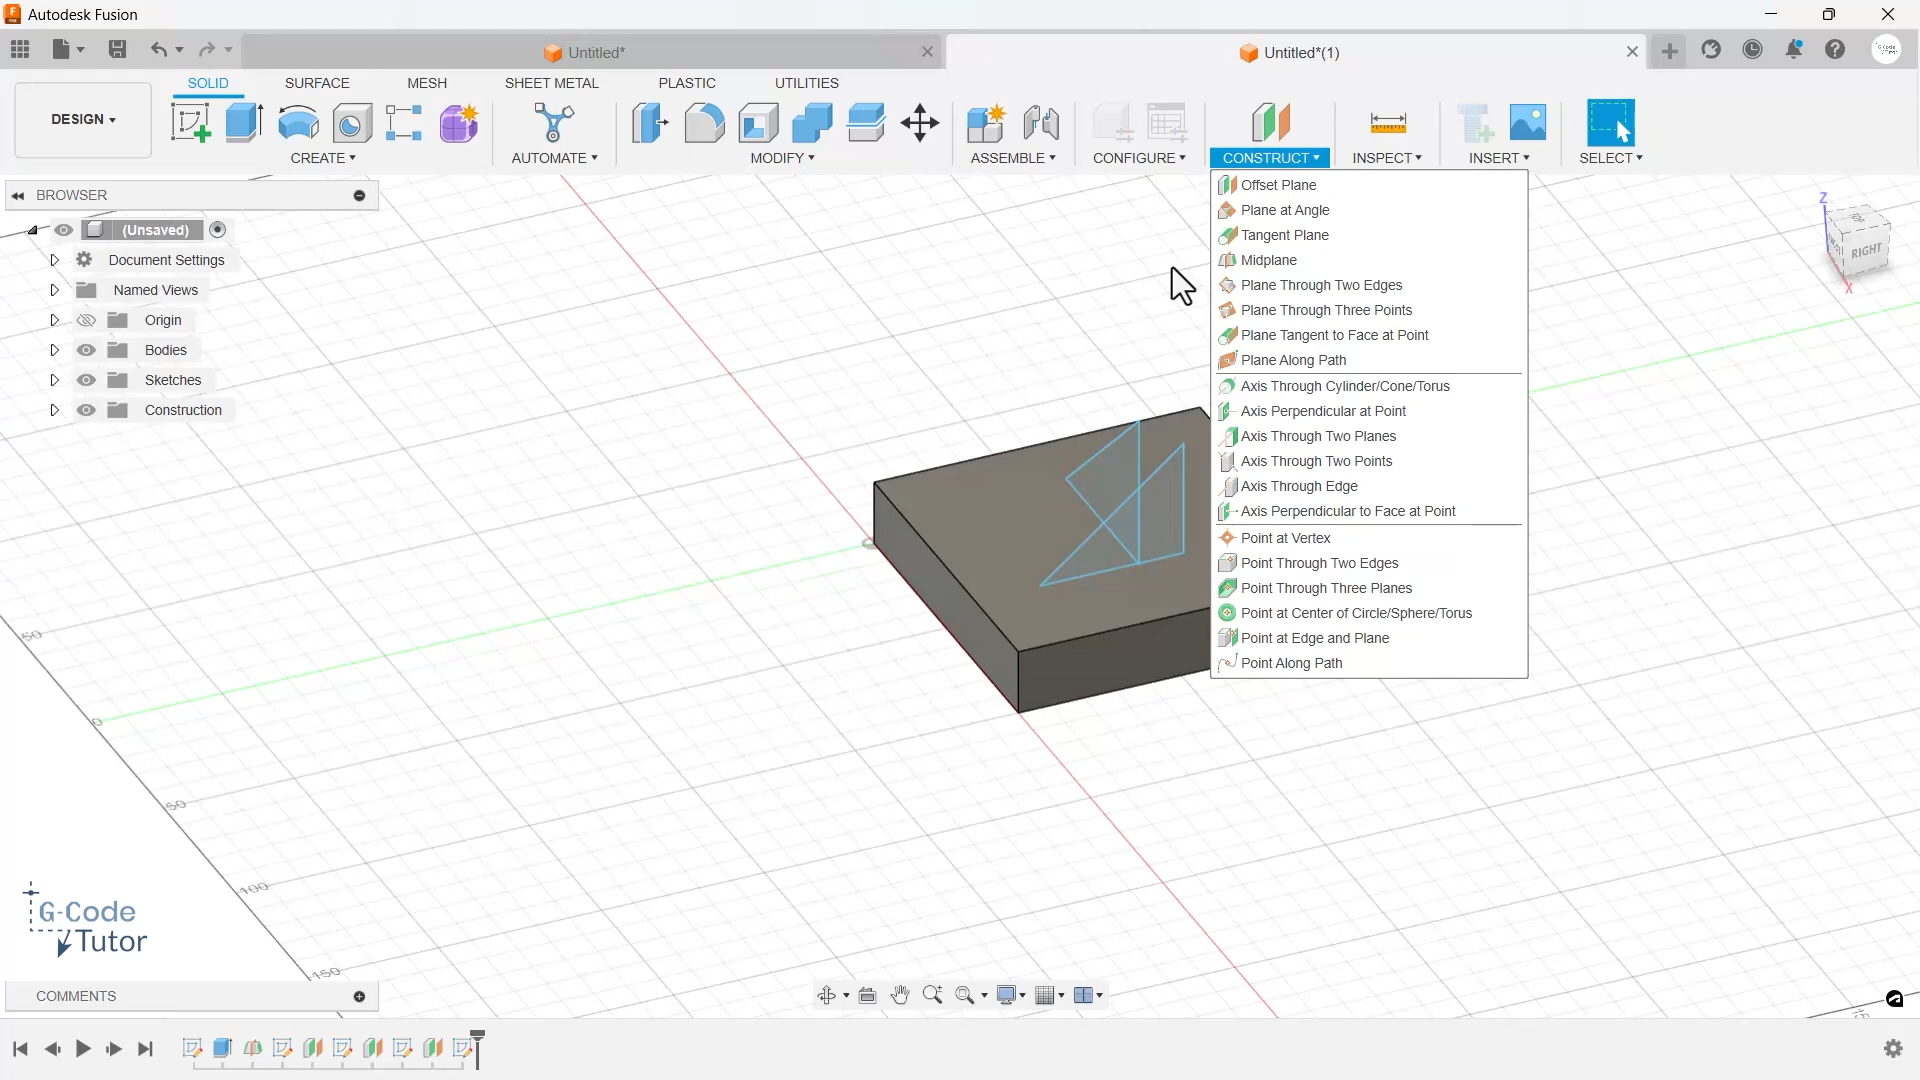 Autodesk Fusion
Untitled*
Untitled*(1)
SOLID
SURFACE
MESH
SHEET METAL
PLASTIC
UTILITIES
DESIGN
CREATE
AUTOMATE
MODIFY
ASSEMBLE
CONFIGURE
CONSTRUCT
INSPECT
INSERT
SELECT
BROWSER
(Unsaved)
Document Settings
Named Views
Origin
Bodies
Sketches
Construction
Offset Plane
Plane at Angle
Tangent Plane
Midplane
Plane Through Two Edges
Plane Through Three Points
Plane Tangent to Face at Point
Plane Along Path
Axis Through Cylinder/Cone/Torus
Axis Perpendicular at Point
Axis Through Two Planes
Axis Through Two Points
Axis Through Edge
Axis Perpendicular to Face at Point
Point at Vertex
Point Through Two Edges
Point Through Three Planes
Point at Center of Circle/Sphere/Torus
Point at Edge and Plane
Point Along Path
Z
RIGHT
X
50
0
50
100
150
G-Code
Tutor
COMMENTS